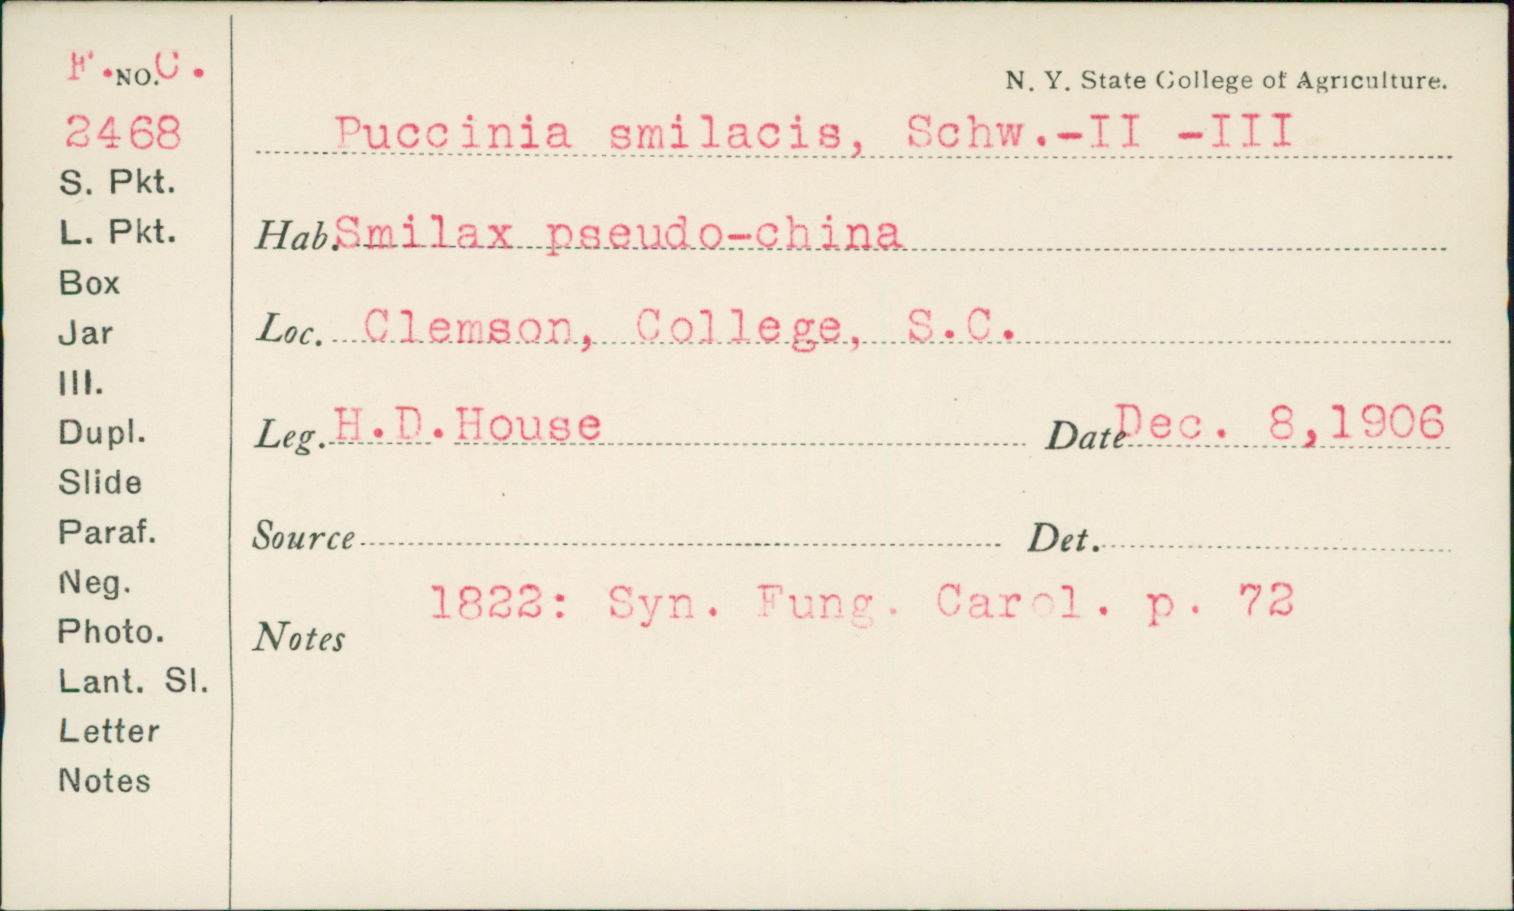 F. NO. C.
2468
S. Pkt.
L. Pkt.
Box
Jar
Ill.
Dupl.
Slide
Paraf.
Neg.
Photo.
Lant. Sl.
Letter
Notes
N. Y. State College of Agriculture.
Puccinia smilacis, Schw.-II -III
Hab. Smilax pseudo-china
Loc. Clemson, College, S.C.
Leg. H.D.House Date Dec. 8,1906
Source Det.
1822: Syn. Fung. Carol. p. 72
Notes